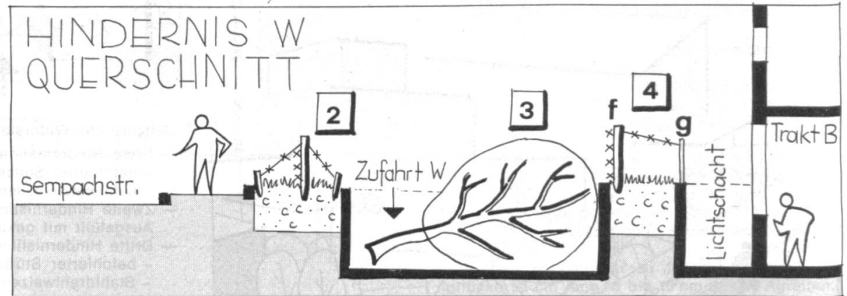 HINDERNIS W
QUERSCHNITT
2
3
4
f
g
Sempachstr.
Zufahrt W
Lichtschacht
Trakt B